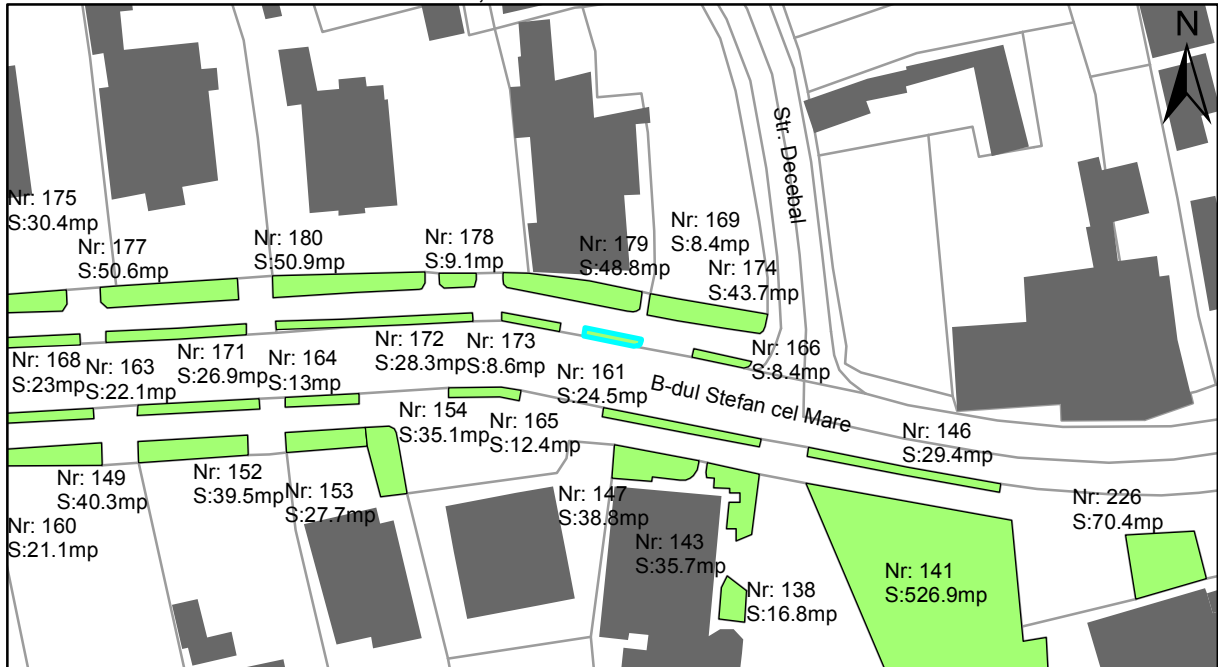 N
Str. Decebal
Nr: 175
S:30.4mp
Nr: 177
S:50.6mp
Nr: 180
S:50.9mp
Nr: 178
S:9.1mp
Nr: 179
S:48.8mp
Nr: 169
S:8.4mp
Nr: 174
S:43.7mp
Nr: 168
S:23mp
Nr: 163
S:22.1mp
Nr: 171
S:26.9mp
Nr: 164
S:13mp
Nr: 172
S:28.3mp
Nr: 173
S:8.6mp
Nr: 161
S:24.5mp
Nr: 166
S:8.4mp
B-dul Stefan cel Mare
Nr: 154
S:35.1mp
Nr: 165
S:12.4mp
Nr: 146
S:29.4mp
Nr: 149
S:40.3mp
Nr: 152
S:39.5mp
Nr: 153
S:27.7mp
Nr: 147
S:38.8mp
Nr: 226
S:70.4mp
Nr: 160
S:21.1mp
Nr: 143
S:35.7mp
Nr: 141
S:526.9mp
Nr: 138
S:16.8mp